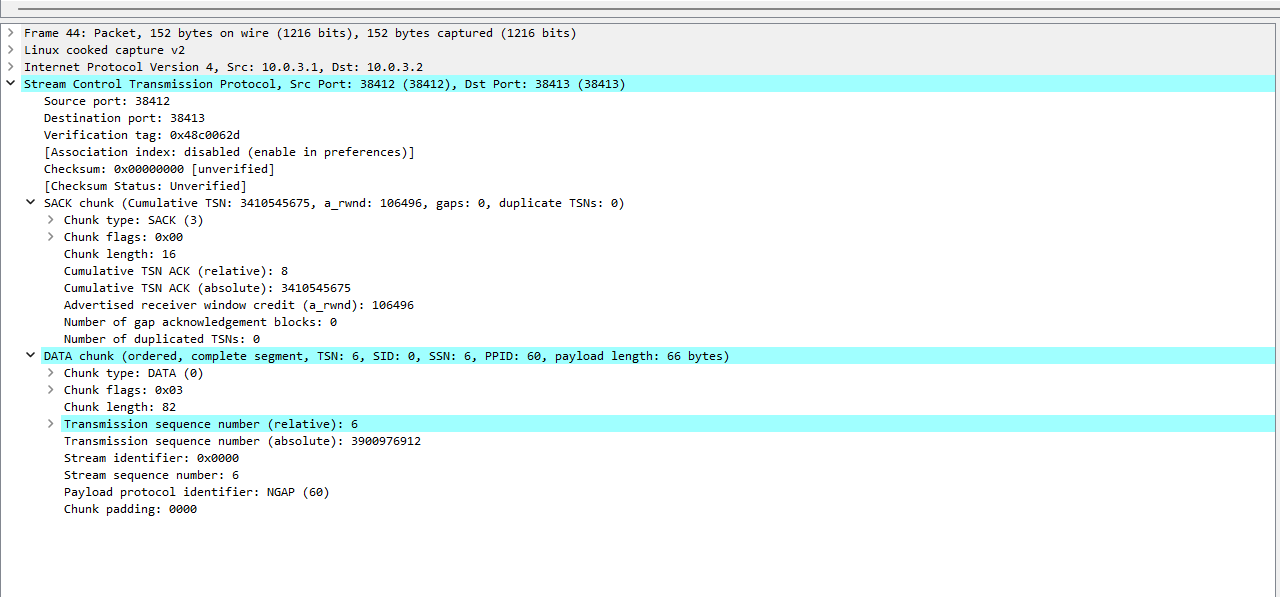 Frame 44: Packet, 152 bytes on wire (1216 bits), 152 bytes captured (1216 bits)
Linux cooked capture v2
Internet Protocol Version 4, Src: 10.0.3.1, Dst: 10.0.3.2
Stream Control Transmission Protocol, Src Port: 38412 (38412), Dst Port: 38413 (38413)
Source port: 38412
Destination port: 38413
Verification tag: 0x48c0062d
[Association index: disabled (enable in preferences)]
Checksum: 0x00000000 [unverified]
[Checksum Status: Unverified]
SACK chunk (Cumulative TSN: 3410545675, a_rwnd: 106496, gaps: 0, duplicate TSNs: 0)
Chunk type: SACK (3)
Chunk flags: 0x00
Chunk length: 16
Cumulative TSN ACK (relative): 8
Cumulative TSN ACK (absolute): 3410545675
Advertised receiver window credit (a_rwnd): 106496
Number of gap acknowledgement blocks: 0
Number of duplicated TSNs: 0
DATA chunk (ordered, complete segment, TSN: 6, SID: 0, SSN: 6, PPID: 60, payload length: 66 bytes)
Chunk type: DATA (0)
Chunk flags: 0x03
Chunk length: 82
Transmission sequence number (relative): 6
Transmission sequence number (absolute): 3900976912
Stream identifier: 0x0000
Stream sequence number: 6
Payload protocol identifier: NGAP (60)
Chunk padding: 0000